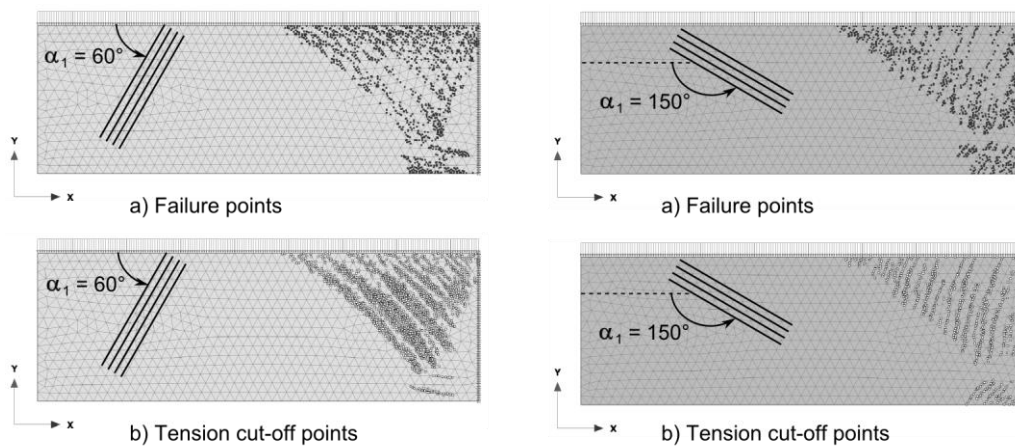 α₁ = 60°
Y
X
a) Failure points
α₁ = 150°
Y
X
a) Failure points
α₁ = 60°
Y
X
b) Tension cut-off points
α₁ = 150°
Y
X
b) Tension cut-off points